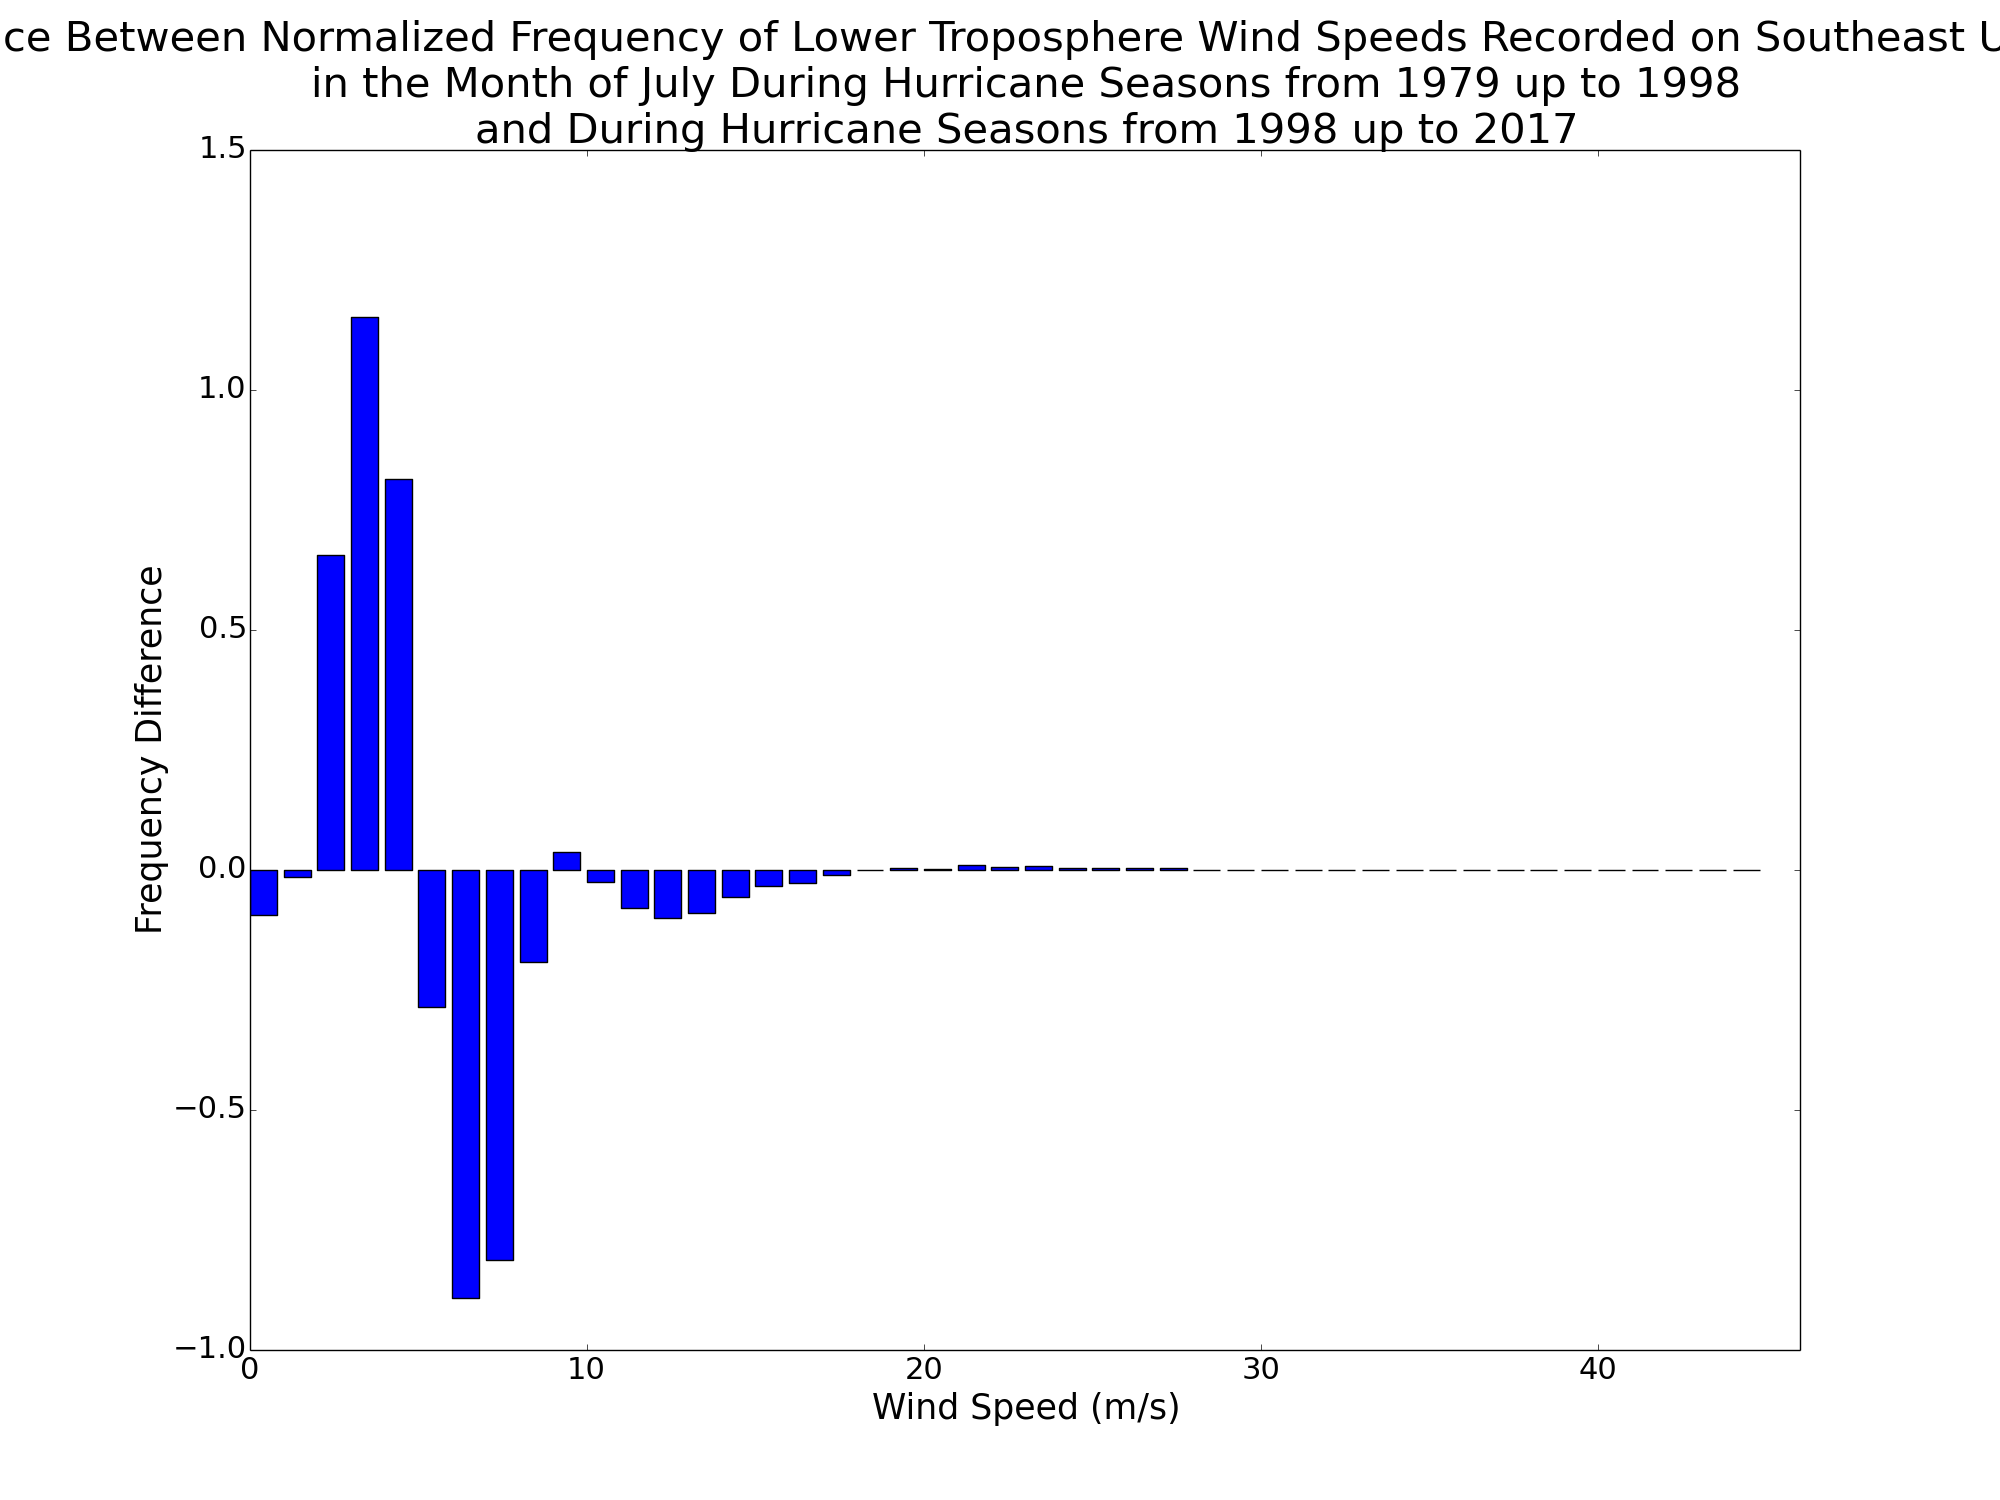 ce Between Normalized Frequency of Lower Troposphere Wind Speeds Recorded on Southeast U
in the Month of July During Hurricane Seasons from 1979 up to 1998
and During Hurricane Seasons from 1998 up to 2017
1.5
1.0
0.5
0.0
−0.5
−1.0
Frequency Difference
0 10 20 30 40
Wind Speed (m/s)